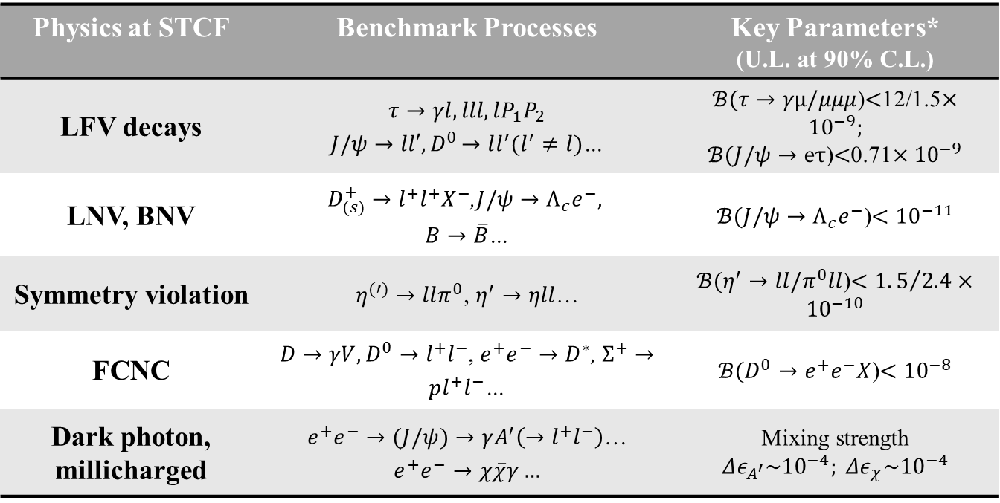 Physics at STCF Benchmark Processes Key Parameters*
(U.L. at 90% C.L.)
LFV decays
τ → γl, lll, lP₁P₂
J/ψ → ll′, D⁰ → ll′(l′ ≠ l)…
ℬ(τ → γμ/μμμ)<12/1.5×
10⁻⁹;
ℬ(J/ψ → eτ)<0.71× 10⁻⁹
LNV, BNV
D₍ₛ₎⁺ → l⁺l⁺X⁻,J/ψ → Λ_c e⁻,
B → B̄…
ℬ(J/ψ → Λ_c e⁻)< 10⁻¹¹
Symmetry violation
η⁽′⁾ → llπ⁰, η′ → ηll…
ℬ(η′ → ll/π⁰ll)< 1.5/2.4 ×
10⁻¹⁰
FCNC
D → γV, D⁰ → l⁺l⁻, e⁺e⁻ → D*, Σ⁺ →
pl⁺l⁻…
ℬ(D⁰ → e⁺e⁻X)< 10⁻⁸
Dark photon,
millicharged
e⁺e⁻ → (J/ψ) → γA′(→ l⁺l⁻)…
e⁺e⁻ → χχ̄γ …
Mixing strength
Δϵ_A′~10⁻⁴; Δϵ_χ~10⁻⁴